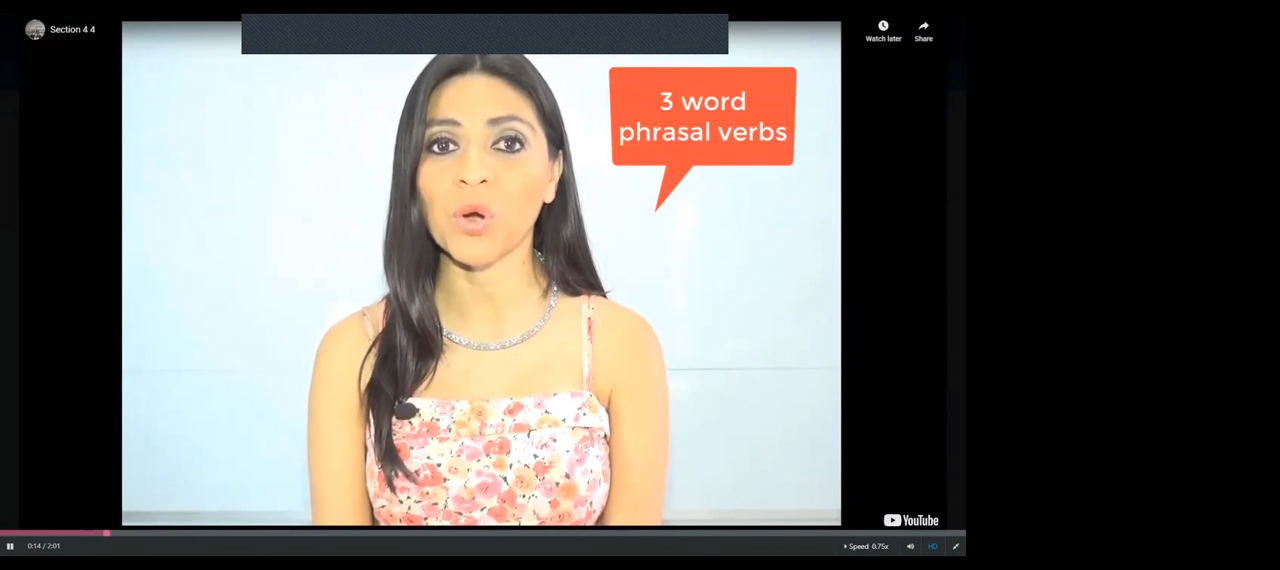 Section 4 4
Watch later
Share
3 word
phrasal verbs
YouTube
0:14 / 2:01
Speed 0.75x
HD